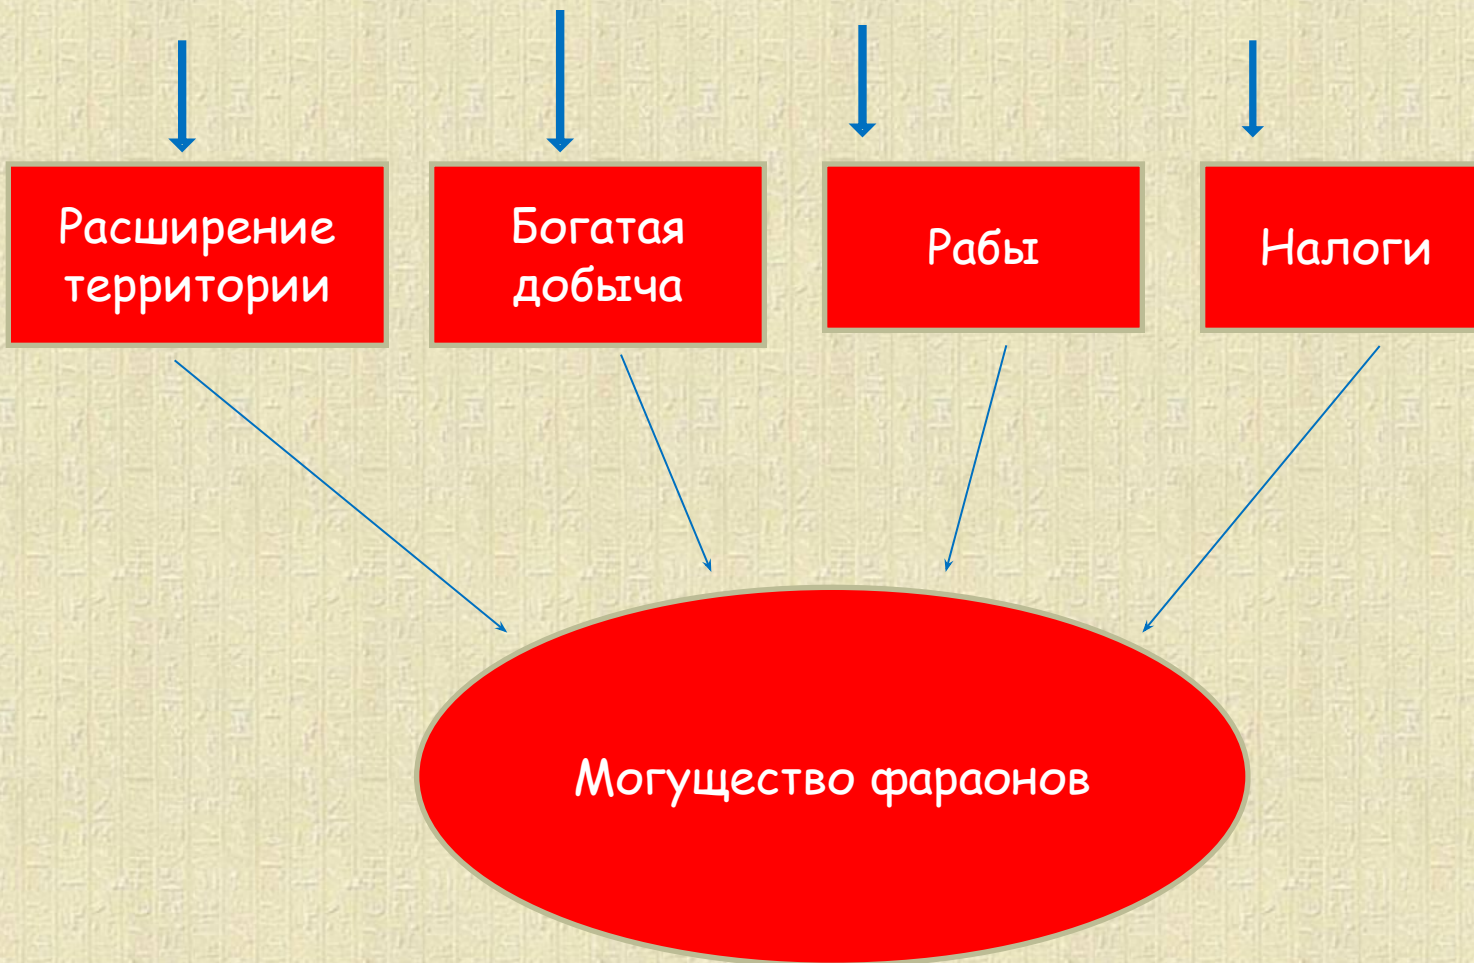 Расширение
территории
Богатая
добыча
Рабы
Налоги
Могущество фараонов